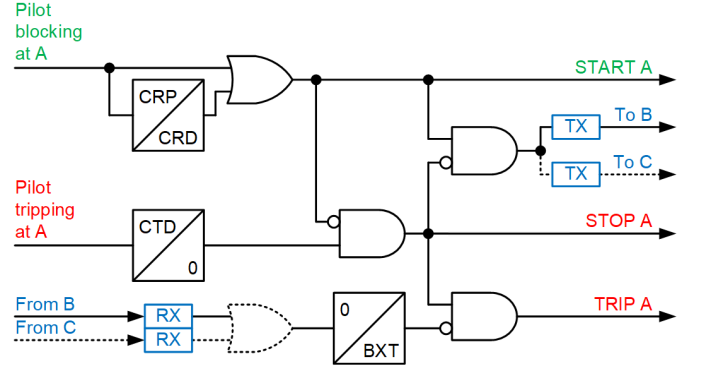 Pilot
blocking
at A
START A
CRP
CRD
To B
TX
To C
TX
Pilot
tripping
at A
CTD
0
STOP A
From B
RX
From C
RX
0
BXT
TRIP A